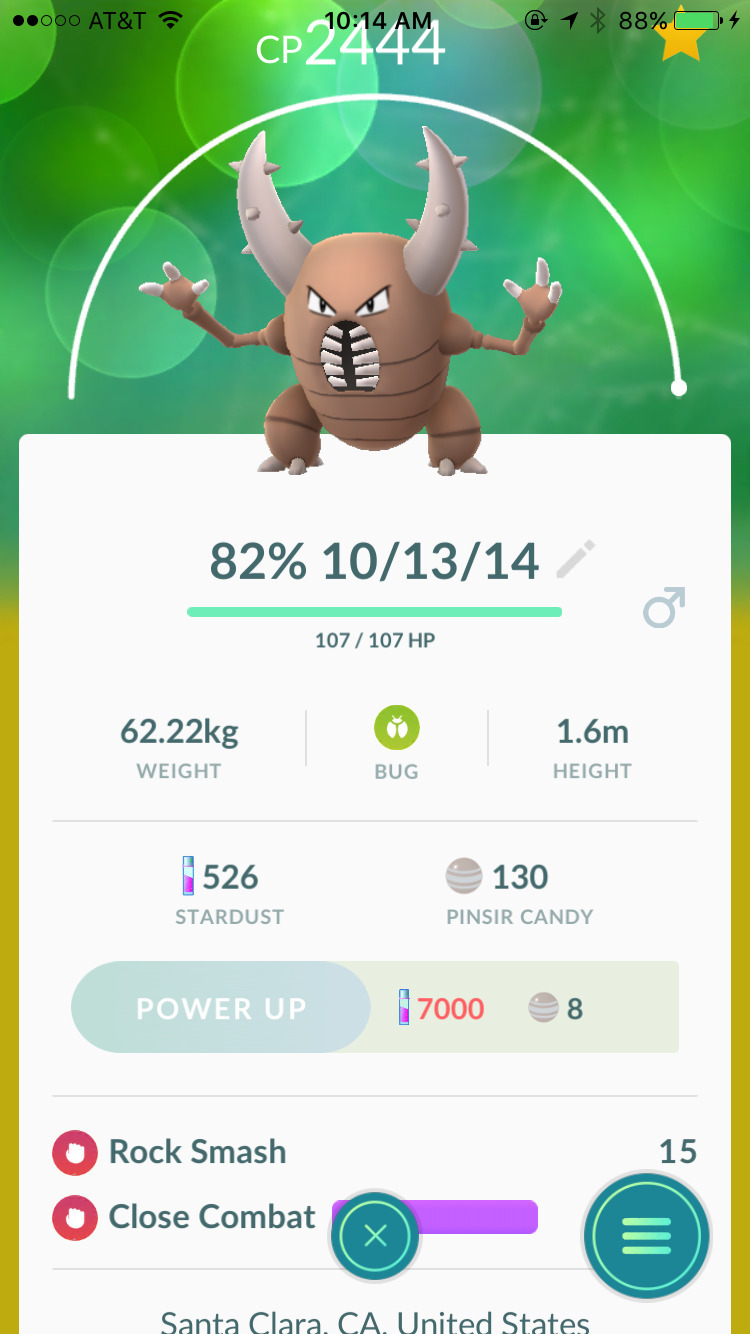 AT&T 10:14 AM 88%
CP2444
82% 10/13/14
107 / 107 HP
62.22kg 1.6m
WEIGHT BUG HEIGHT
526 130
STARDUST PINSIR CANDY
POWER UP 7000 8
Rock Smash 15
Close Combat
Santa Clara, CA, United States